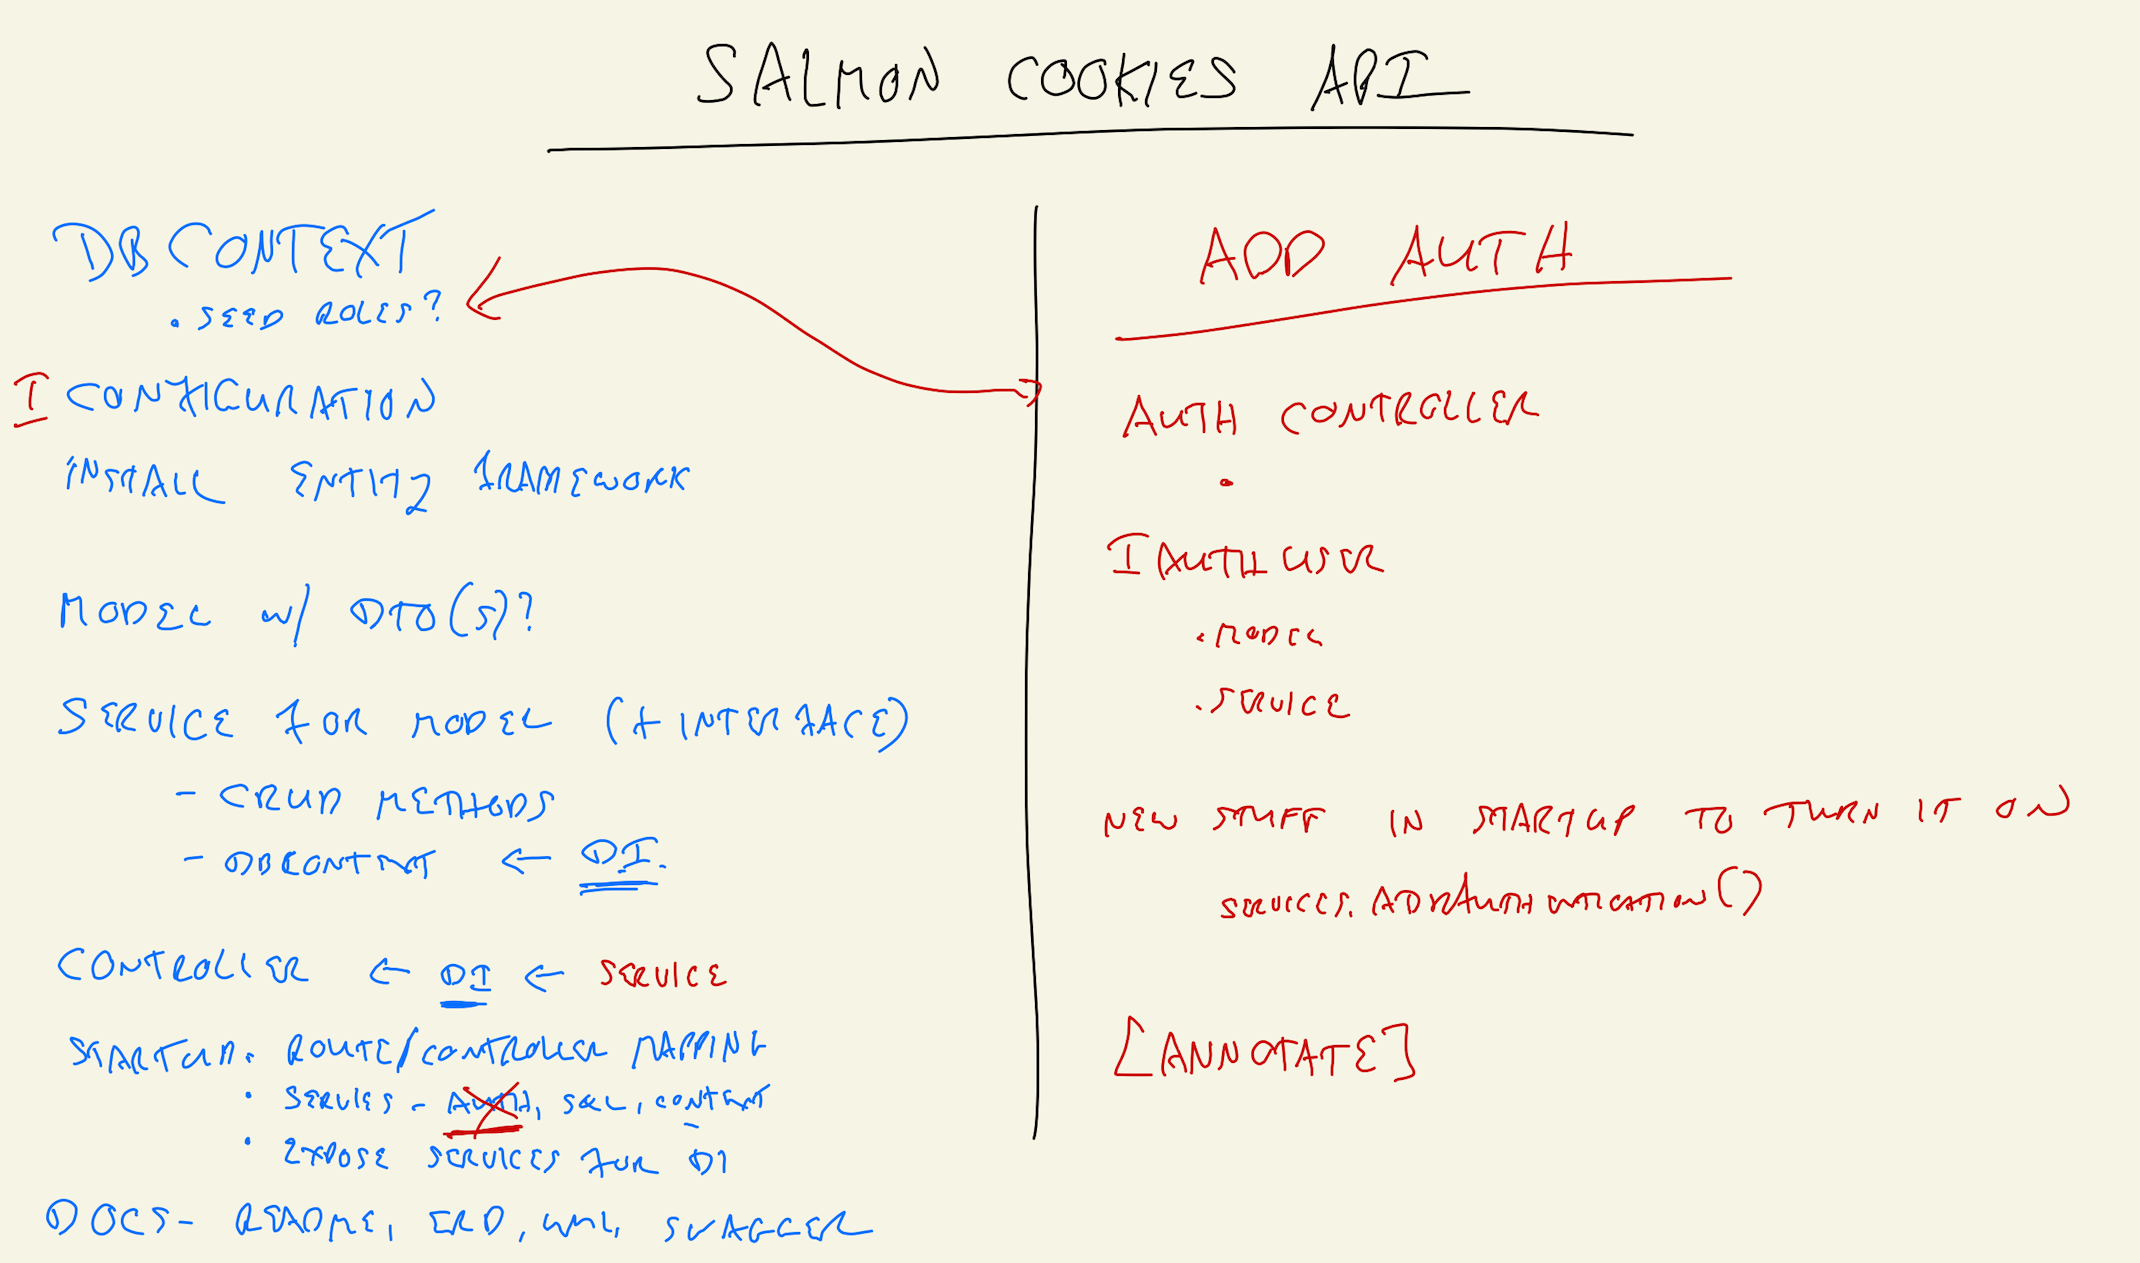 SALMON COOKIES API
DB CONTEXT
. SEED ROLES?
I CONFIGURATION
INSTALL ENTITY FRAMEWORK
MODEL w/ DTO(S)?
SERVICE FOR MODEL (+ INTERFACE)
- CRUD METHODS
- DBCONTEXT ← DI.
CONTROLLER ← DI ← SERVICE
STARTUP. ROUTE/CONTROLLER MAPPING
• SERVICES - AUTH, SQL, CONTEXT
• EXPOSE SERVICES FOR DI
DOCS - README, ERD, UML, SWAGGER
ADD AUTH
AUTH CONTROLLER
•
I AUTH USER
. MODEL
. SERVICE
NEW STUFF IN STARTUP TO TURN IT ON
SERVICES. ADDAUTHENTICATION()
[ANNOTATE]